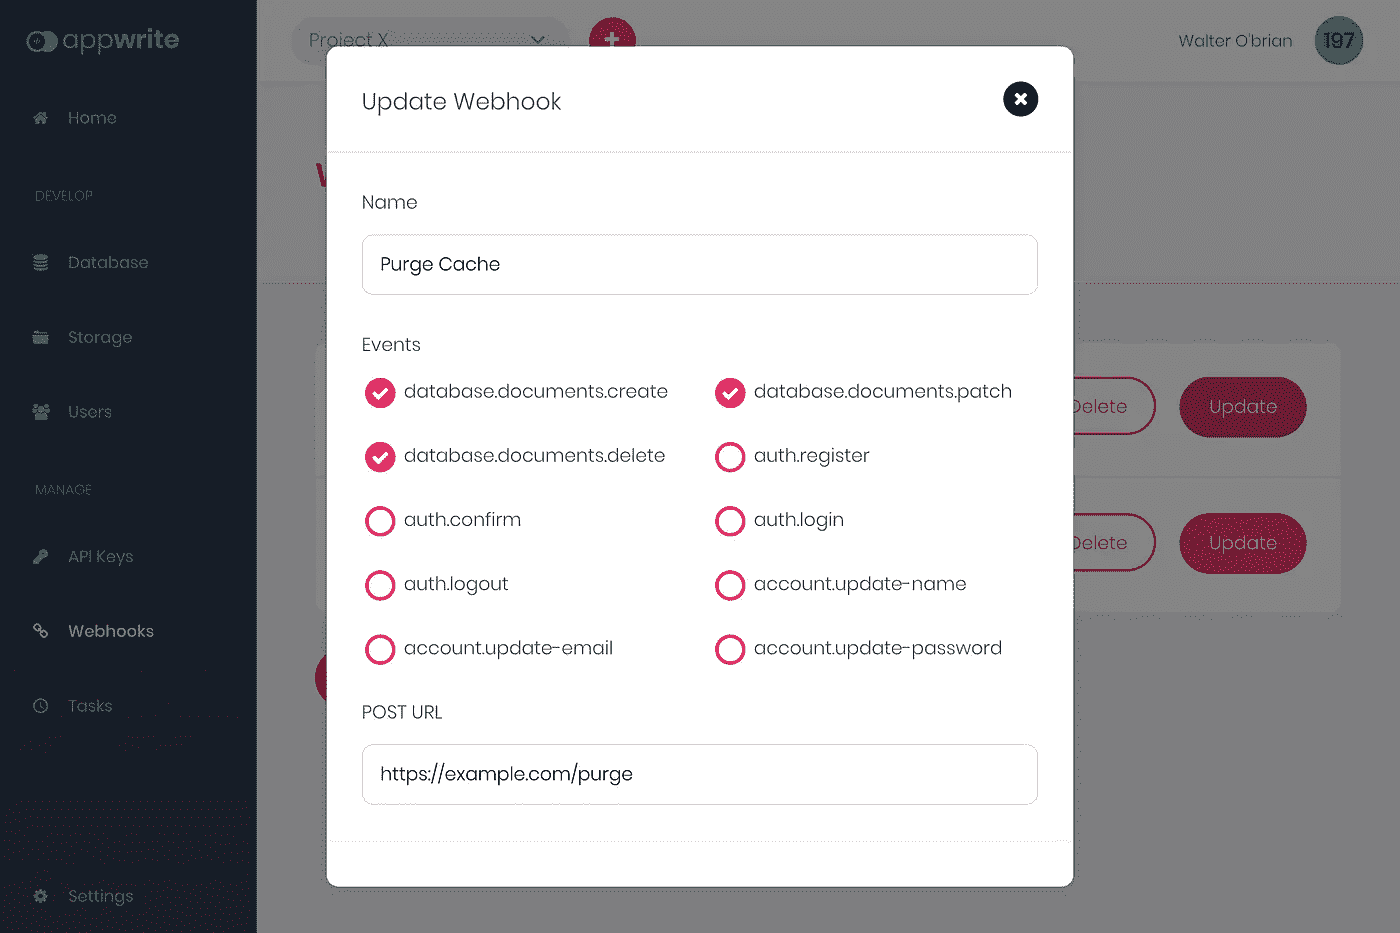 appwrite
Project X
Walter O'brian
197
Home
DEVELOP
Database
Storage
Users
MANAGE
API Keys
Webhooks
Tasks
Settings
Update Webhook
Name
Purge Cache
Events
database.documents.create
database.documents.patch
database.documents.delete
auth.register
auth.confirm
auth.login
auth.logout
account.update-name
account.update-email
account.update-password
POST URL
https://example.com/purge
Delete
Update
Delete
Update